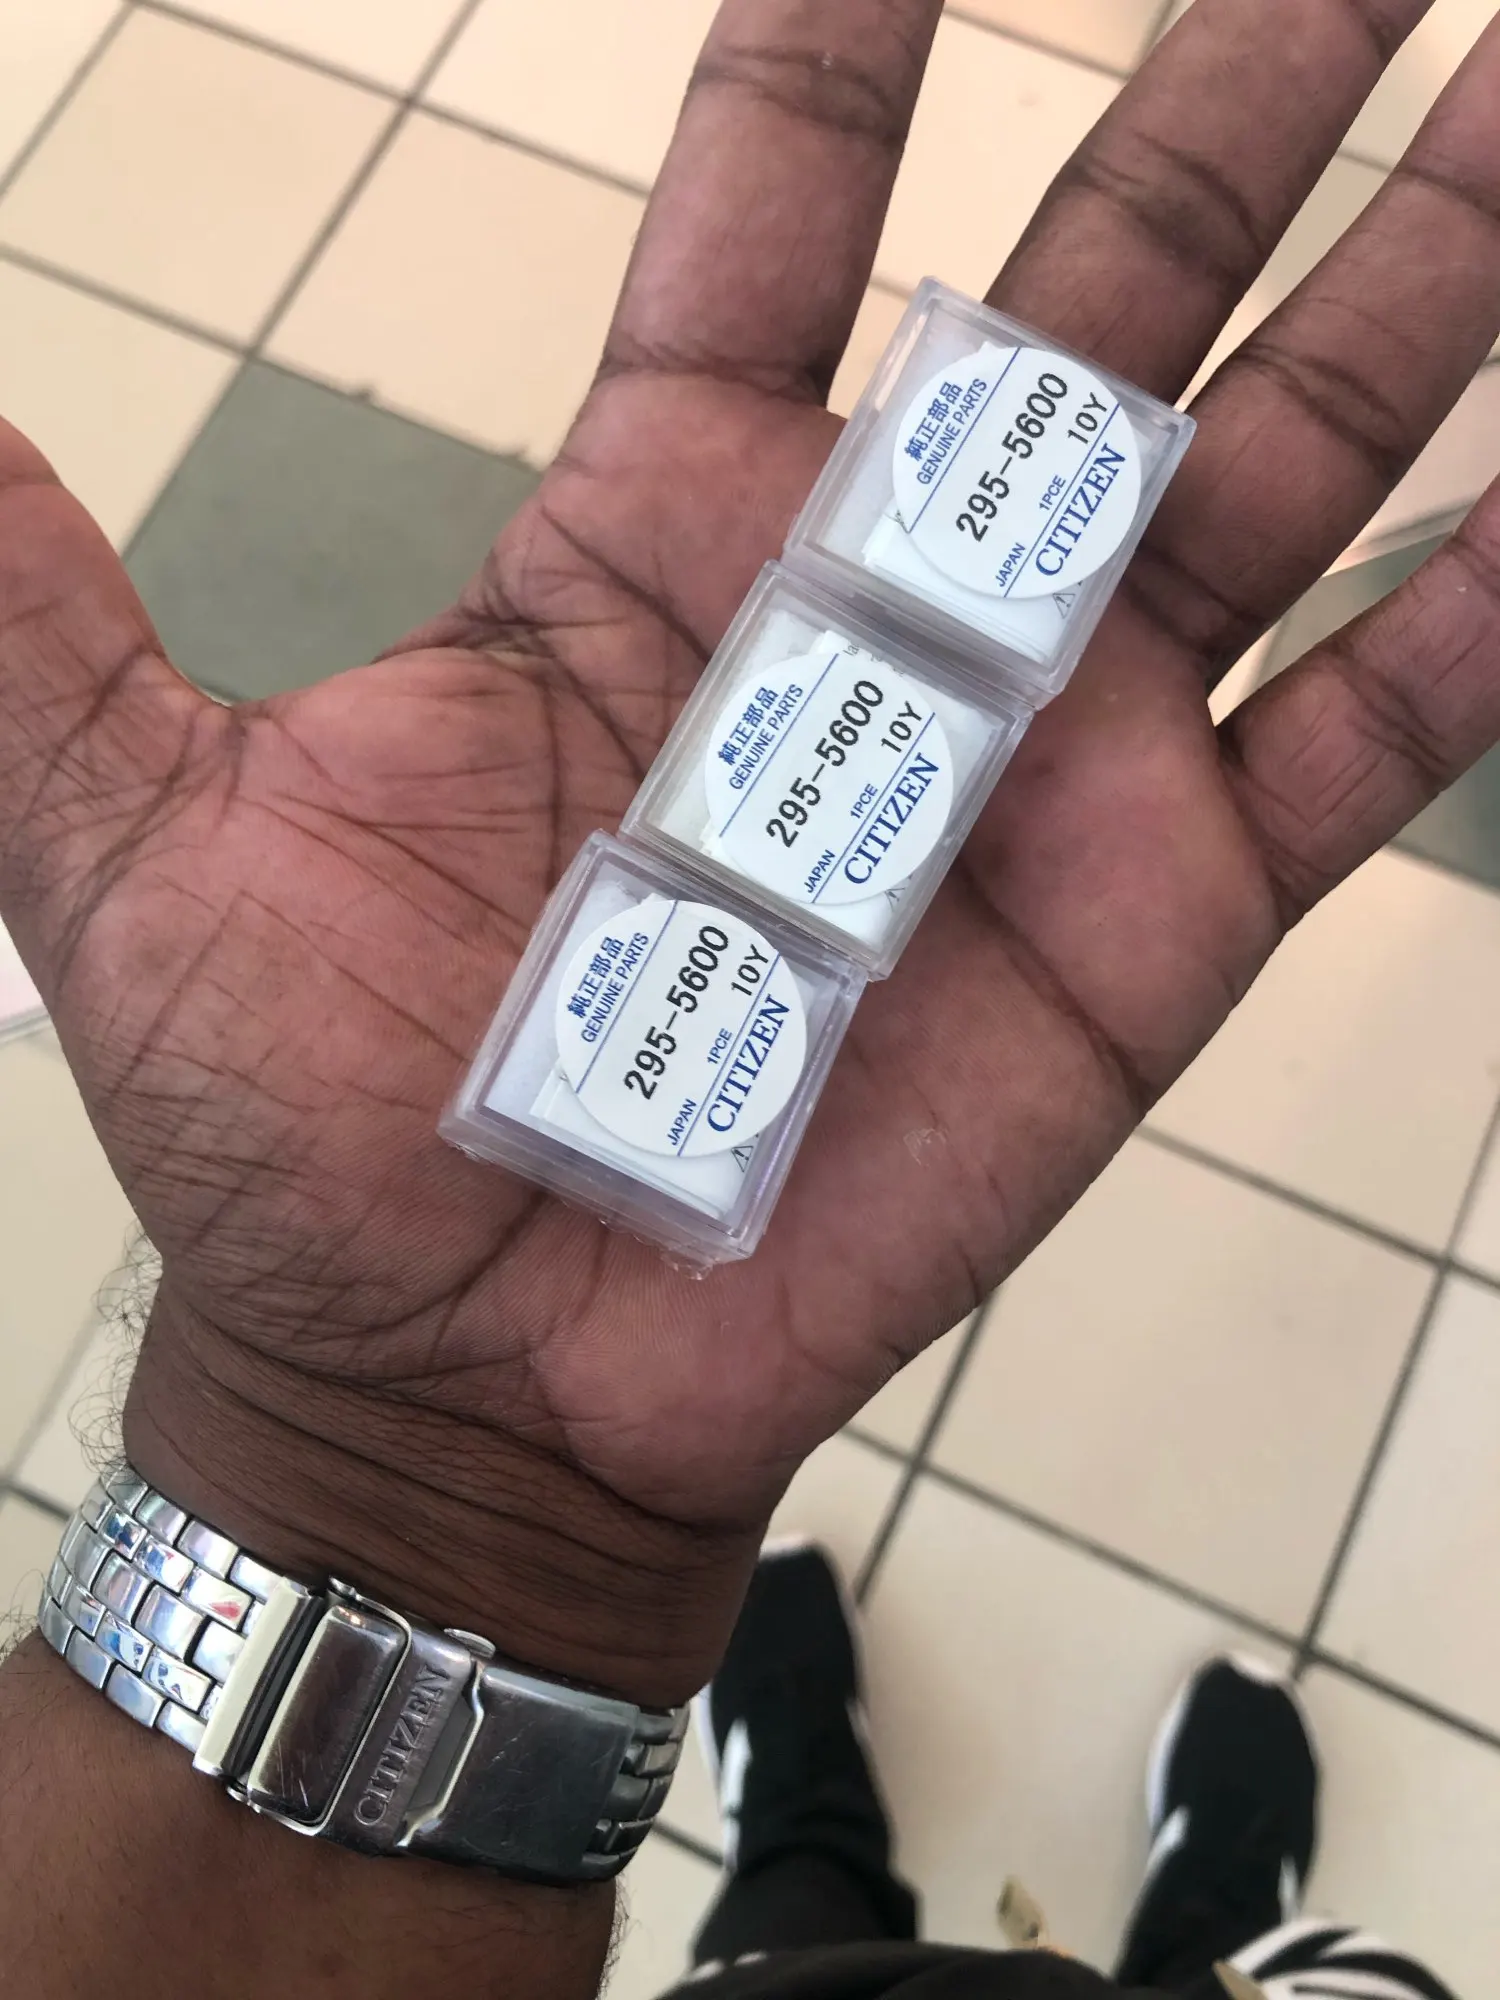 純正部品
GENUINE PARTS
295-5600
1PCE 10Y
JAPAN
CITIZEN
純正部品
GENUINE PARTS
295-5600
1PCE 10Y
JAPAN
CITIZEN
純正部品
GENUINE PARTS
295-5600
1PCE 10Y
JAPAN
CITIZEN
CITIZEN